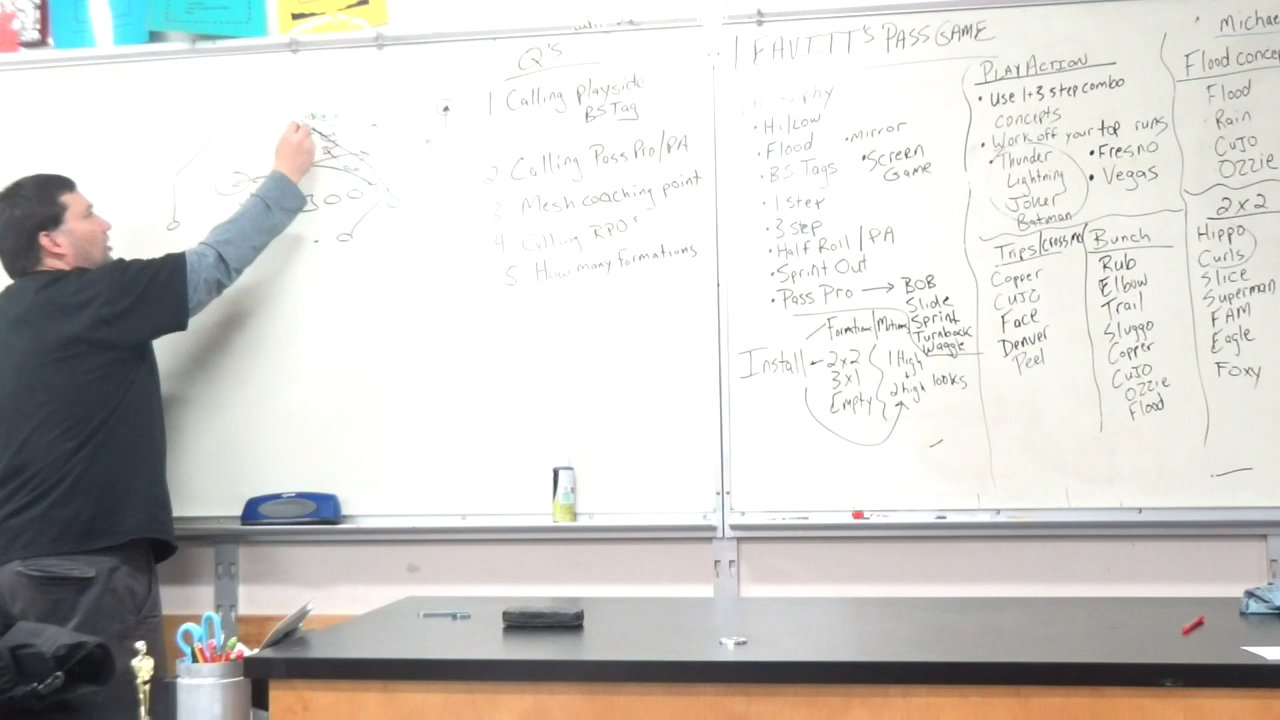 Q's
1 Calling playside
BS Tag
2 Calling Pass Pro/PA
3 Mesh coaching point
4 Calling RPO's
5 How many formations
LEAVITT'S PASS GAME
• Hi/Low
• Flood
• BS Tags
• Mirror
• Screen Game
• 1 Step
• 3 step
• Half Roll / PA
• Sprint Out
• Pass Pro → BOB
Slide
Sprint
Turnback
Waggle
Formations/Motions
Install
2x2
3x1
Empty
1 High
+
2 high looks
PLAY ACTION
• Use 1+3 step combo
concepts
• Work off your top runs
• Thunder
Lightning
Joker
Batman
• Fresno
• Vegas
Trips/
Copper
CUJO
Face
Denver
Peel
Bunch
Rub
Elbow
Trail
Sluggo
Copper
CUJO
OZZIE
Flood
Michae
Flood concep
Flood
Rain
CUJO
OZZIE
2x2
Hippo
Curls
Slice
Superman
FAM
Eagle
Foxy